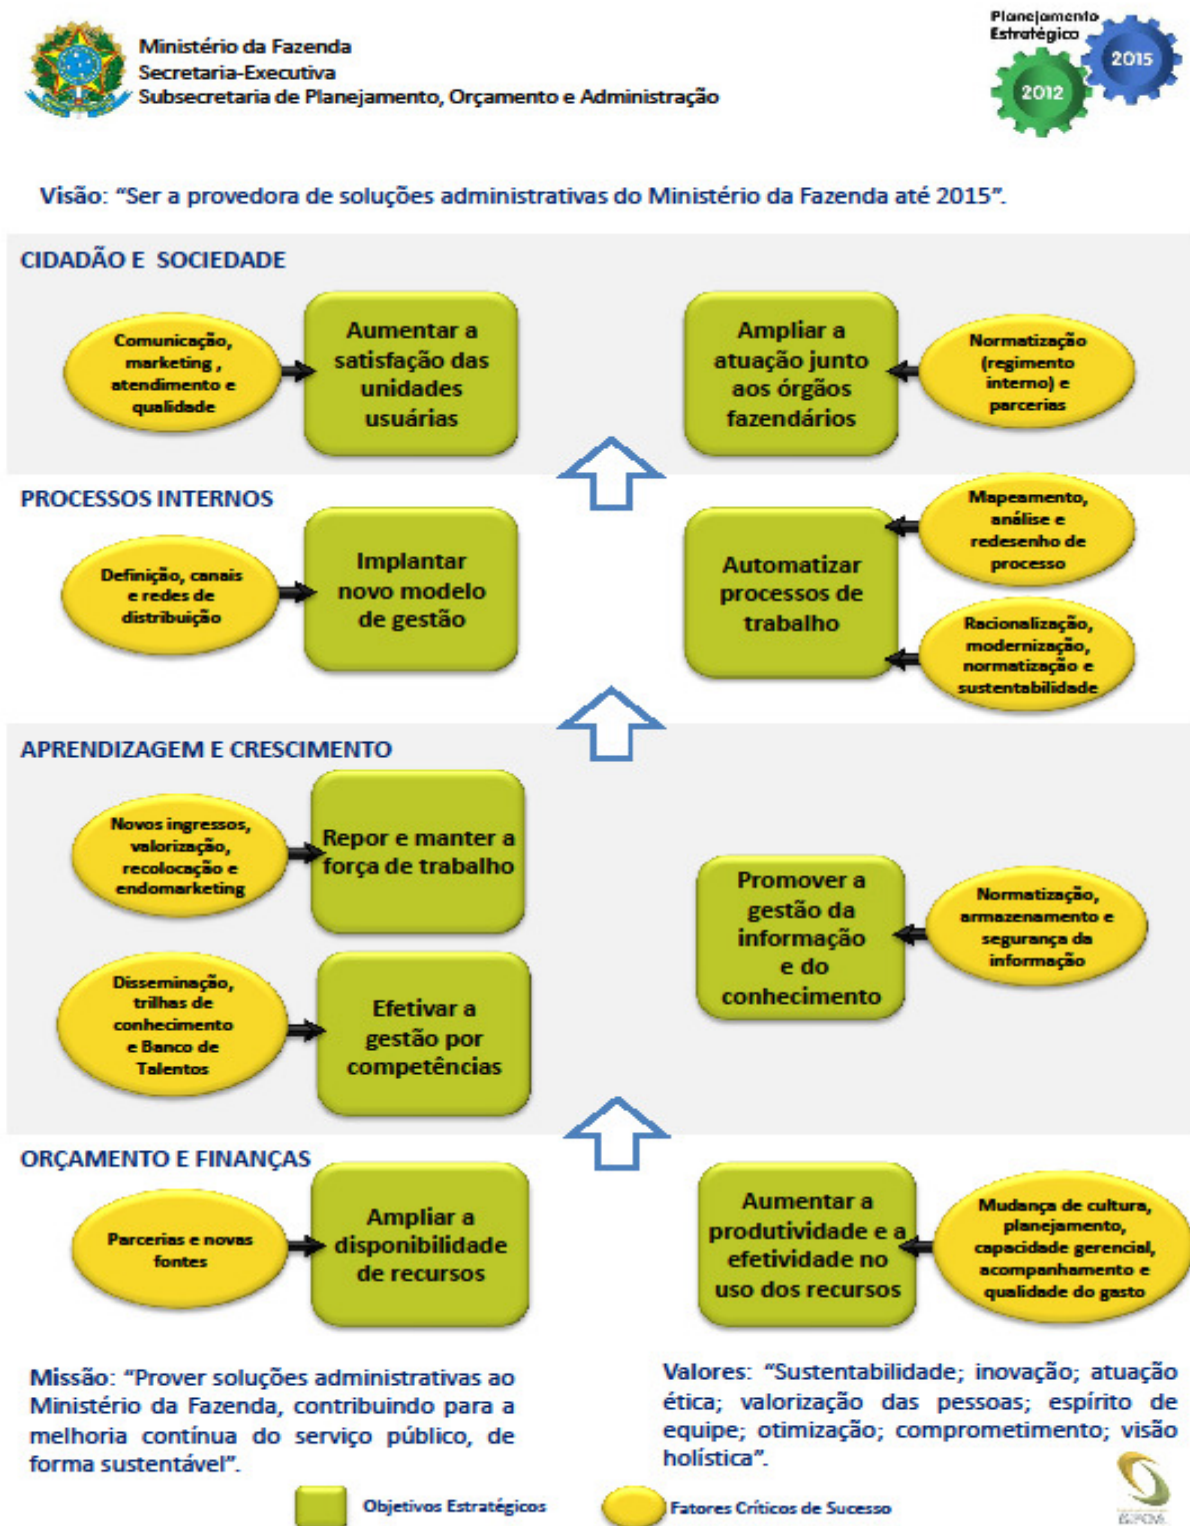 Ministério da Fazenda
Secretaria-Executiva
Subsecretaria de Planejamento, Orçamento e Administração
Planejamento
Estratégico
2015
2012
Visão: “Ser a provedora de soluções administrativas do Ministério da Fazenda até 2015”.
CIDADÃO E SOCIEDADE
Comunicação,
marketing ,
atendimento e
qualidade
Aumentar a
satisfação das
unidades
usuárias
Ampliar a
atuação junto
aos órgãos
fazendários
Normatização
(regimento
interno) e
parcerias
PROCESSOS INTERNOS
Definição, canais
e redes de
distribuição
Implantar
novo modelo
de gestão
Automatizar
processos de
trabalho
Mapeamento,
análise e
redesenho de
processo
Racionalização,
modernização,
normatização e
sustentabilidade
APRENDIZAGEM E CRESCIMENTO
Novos ingressos,
valorização,
recolocação e
endomarketing
Repor e manter a
força de trabalho
Disseminação,
trilhas de
conhecimento
e Banco de
Talentos
Efetivar a
gestão por
competências
Promover a
gestão da
informação
e do
conhecimento
Normatização,
armazenamento e
segurança da
informação
ORÇAMENTO E FINANÇAS
Parcerias e novas
fontes
Ampliar a
disponibilidade
de recursos
Aumentar a
produtividade e a
efetividade no
uso dos recursos
Mudança de cultura,
planejamento,
capacidade gerencial,
acompanhamento e
qualidade do gasto
Missão: “Prover soluções administrativas ao
Ministério da Fazenda, contribuindo para a
melhoria contínua do serviço público, de
forma sustentável”.
Valores: “Sustentabilidade; inovação; atuação
ética; valorização das pessoas; espírito de
equipe; otimização; comprometimento; visão
holística”.
Objetivos Estratégicos
Fatores Críticos de Sucesso